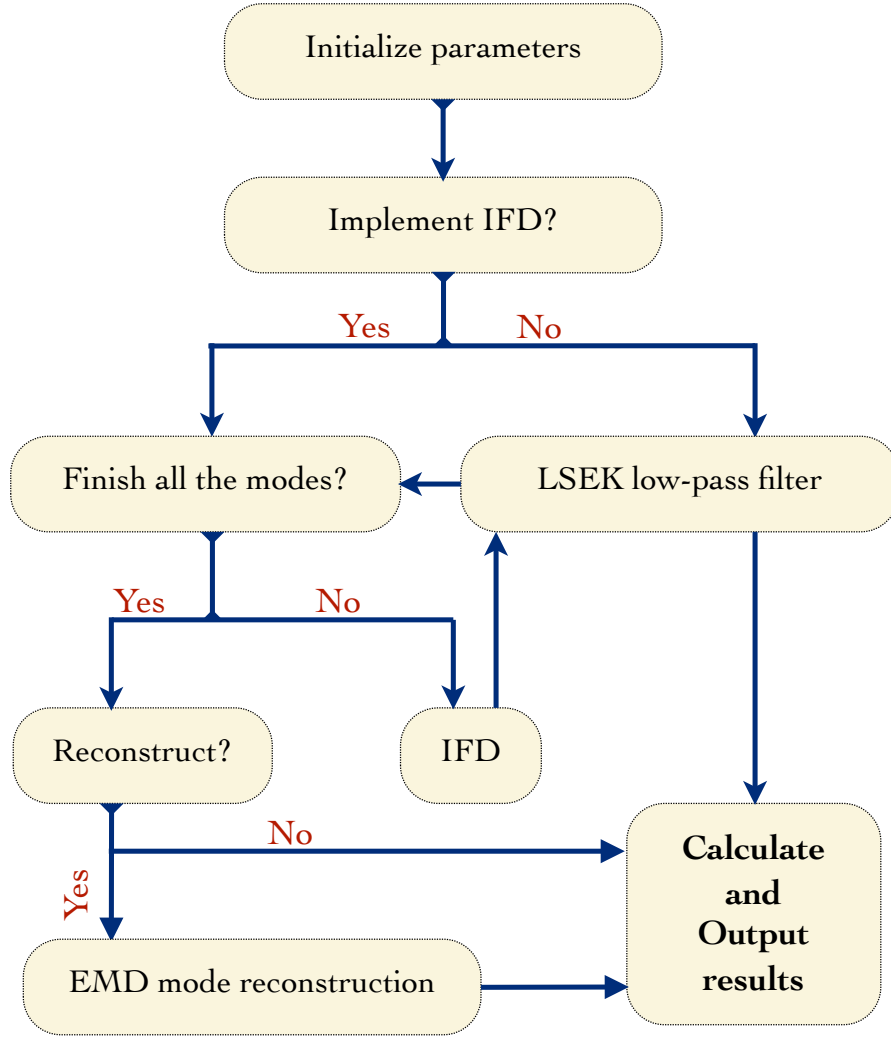 Initialize parameters
Implement IFD?
Yes
No
Finish all the modes?
LSEK low-pass filter
Yes
No
Reconstruct?
IFD
No
Yes
Calculate
and
Output
results
EMD mode reconstruction